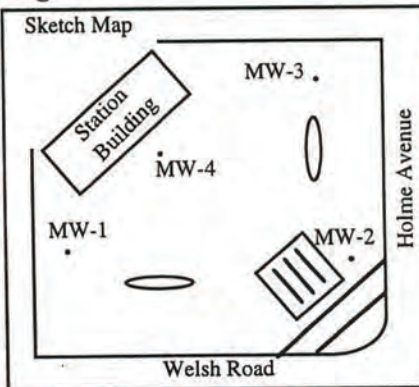 Sketch Map
MW-3
Station
Building
MW-4
Holme Avenue
MW-1
MW-2
Welsh Road